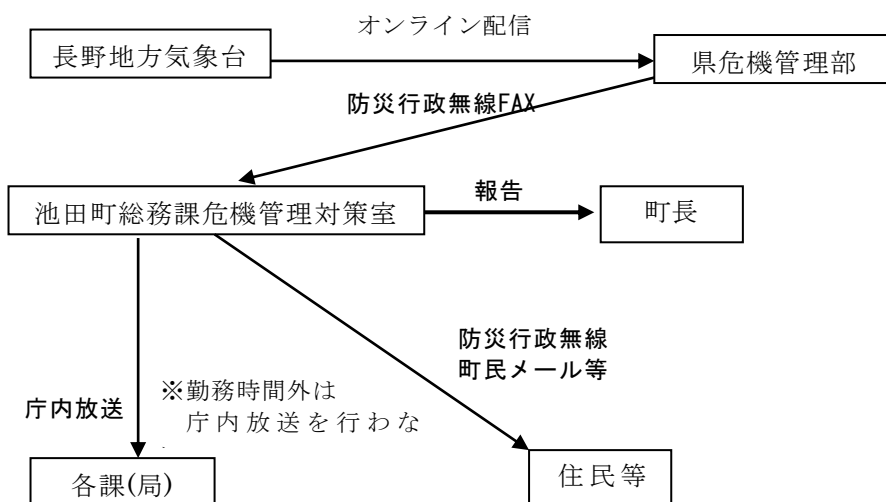 オンライン配信
長野地方気象台
県危機管理部
防災行政無線FAX
池田町総務課危機管理対策室
報告
町長
防災行政無線
町民メール等
庁内放送
※勤務時間外は
庁内放送を行わな
各課(局)
住民等